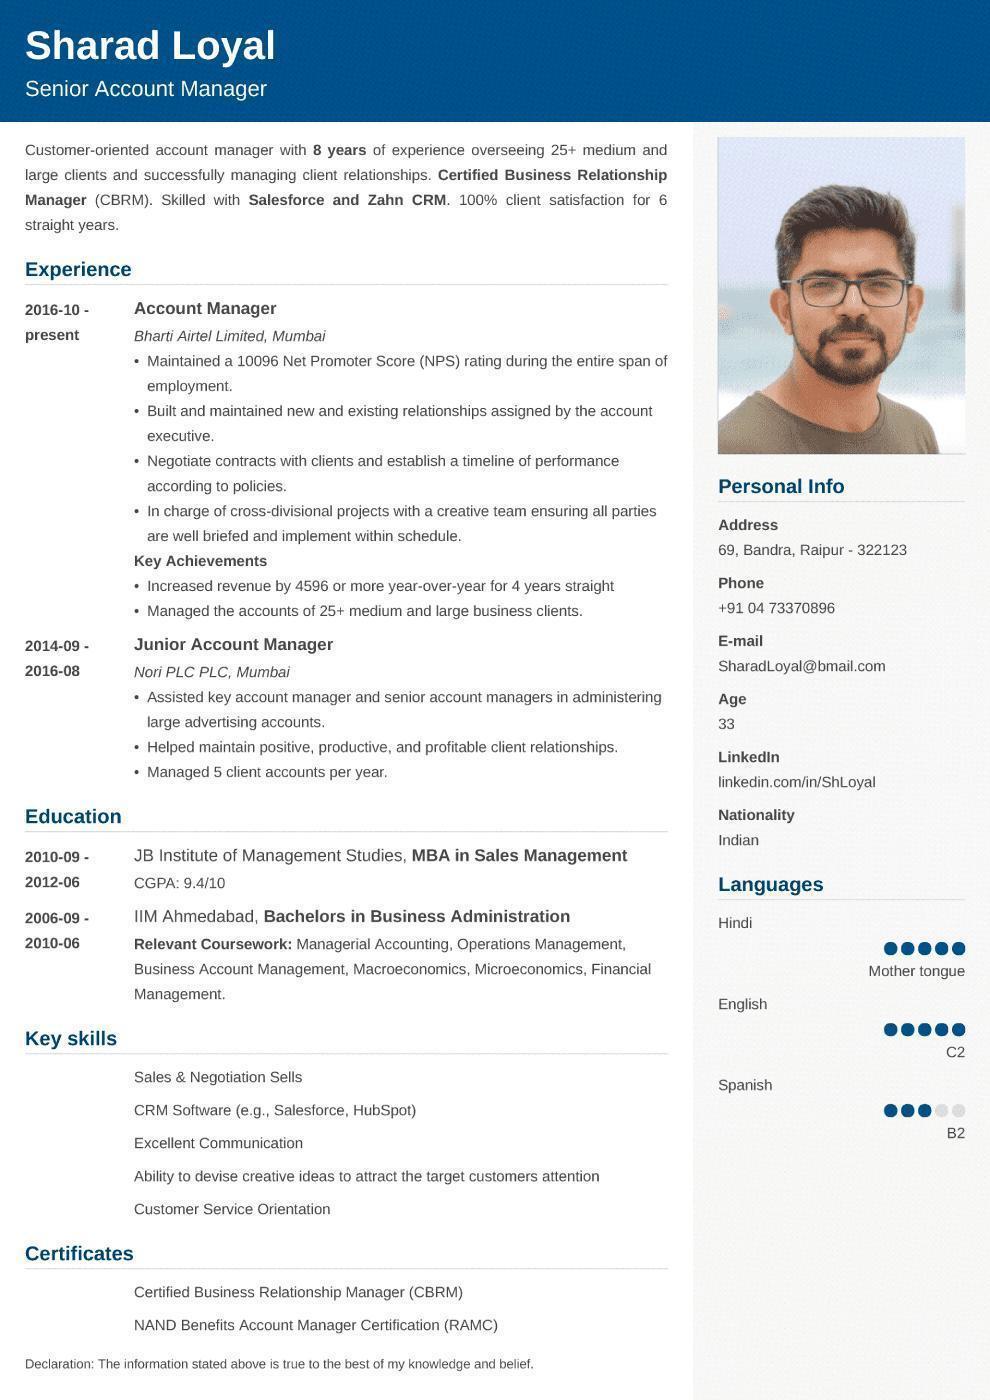 Sharad Loyal
Senior Account Manager
Customer-oriented account manager with 8 years of experience overseeing 25+ medium and
large clients and successfully managing client relationships. Certified Business Relationship
Manager (CBRM). Skilled with Salesforce and Zahn CRM. 100% client satisfaction for 6
straight years.
Experience
2016-10 -
present
Account Manager
Bharti Airtel Limited, Mumbai
• Maintained a 10096 Net Promoter Score (NPS) rating during the entire span of
employment.
• Built and maintained new and existing relationships assigned by the account
executive.
• Negotiate contracts with clients and establish a timeline of performance
according to policies.
• In charge of cross-divisional projects with a creative team ensuring all parties
are well briefed and implement within schedule.
Key Achievements
• Increased revenue by 4596 or more year-over-year for 4 years straight
• Managed the accounts of 25+ medium and large business clients.
2014-09 -
2016-08
Junior Account Manager
Nori PLC PLC, Mumbai
• Assisted key account manager and senior account managers in administering
large advertising accounts.
• Helped maintain positive, productive, and profitable client relationships.
• Managed 5 client accounts per year.
Education
2010-09 -
2012-06
JB Institute of Management Studies, MBA in Sales Management
CGPA: 9.4/10
2006-09 -
2010-06
IIM Ahmedabad, Bachelors in Business Administration
Relevant Coursework: Managerial Accounting, Operations Management,
Business Account Management, Macroeconomics, Microeconomics, Financial
Management.
Key skills
Sales & Negotiation Sells
CRM Software (e.g., Salesforce, HubSpot)
Excellent Communication
Ability to devise creative ideas to attract the target customers attention
Customer Service Orientation
Certificates
Certified Business Relationship Manager (CBRM)
NAND Benefits Account Manager Certification (RAMC)
Declaration: The information stated above is true to the best of my knowledge and belief.
Personal Info
Address
69, Bandra, Raipur - 322123
Phone
+91 04 73370896
E-mail
SharadLoyal@bmail.com
Age
33
LinkedIn
linkedin.com/in/ShLoyal
Nationality
Indian
Languages
Hindi
Mother tongue
English
C2
Spanish
B2